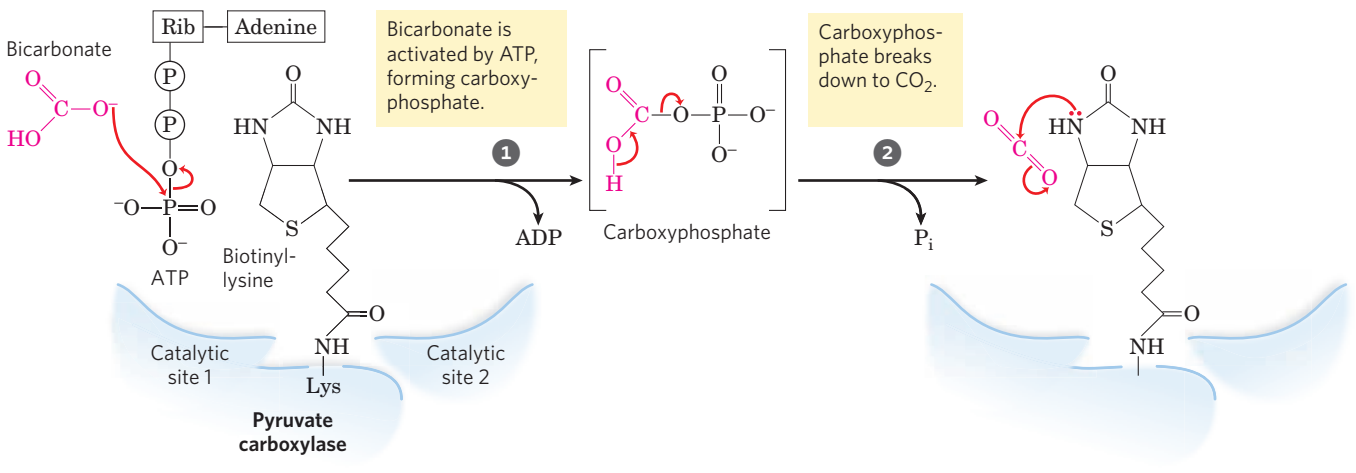 Bicarbonate
O
C
O⁻
HO
Rib
Adenine
P
P
O
⁻O
P
O
O⁻
ATP
O
HN
NH
S
Biotinyl-
lysine
O
NH
Lys
Catalytic
site 1
Catalytic
site 2
Pyruvate
carboxylase
Bicarbonate is
activated by ATP,
forming carboxy-
phosphate.
1
ADP
O
O
C
O
P
O⁻
O
O⁻
H
Carboxyphosphate
Carboxyphos-
phate breaks
down to CO₂.
2
Pᵢ
O
C
O
O
HN
NH
S
O
NH